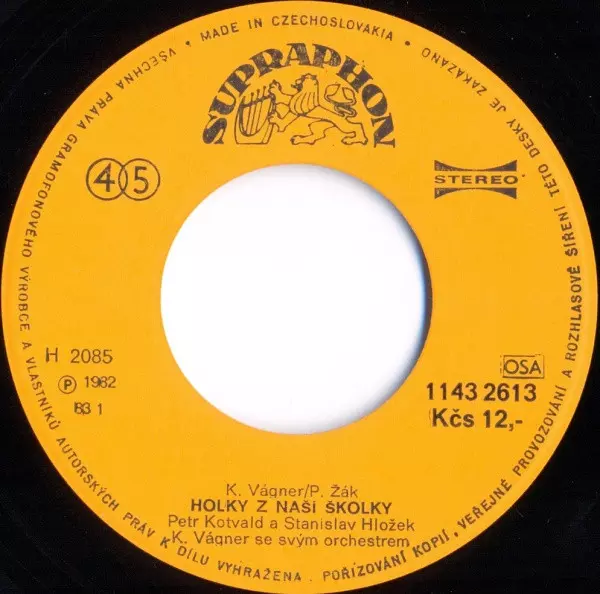 VŠECHNA PRÁVA GRAMOFONOVÉHO VÝROBCE A VLASTNÍKŮ AUTORSKÝCH PRÁV K DÍLU VYHRAŽENA. POŘIZOVÁNÍ KOPIÍ, VEŘEJNÉ PROVOZOVÁNÍ A ROZHLASOVÉ ŠÍŘENÍ TÉTO DESKY JE ZAKÁZÁNO
• MADE IN CZECHOSLOVAKIA •
SUPRAPHON
45
STEREO
H 2085
Ⓟ 1982
83 1
OSA
1143 2613
Kčs 12,-
K. Vágner/P. Žák
HOLKY Z NAŠÍ ŠKOLKY
Petr Kotvald a Stanislav Hložek
K. Vágner se svým orchestrem